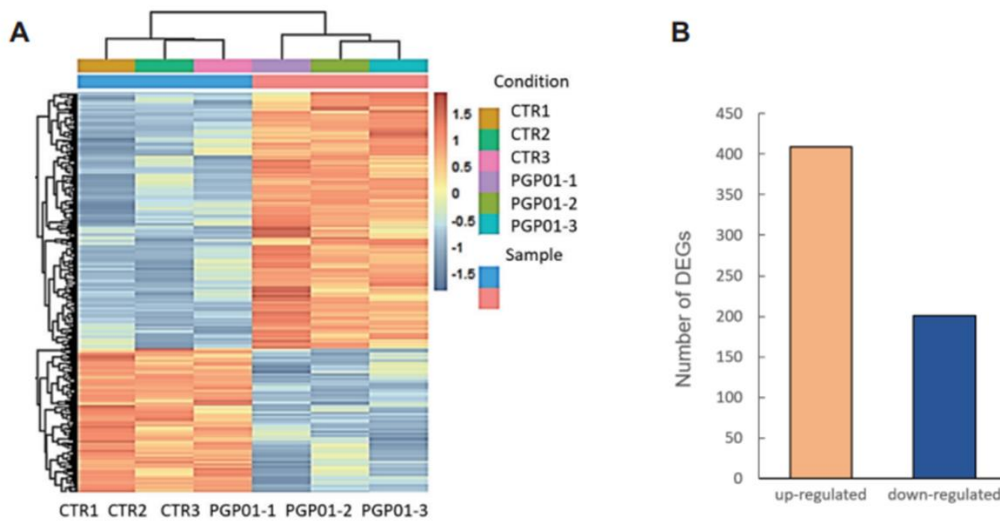 A
Condition
CTR1
CTR2
CTR3
PGP01-1
PGP01-2
PGP01-3
Sample
1.5
1
0.5
0
-0.5
-1
-1.5
CTR1 CTR2 CTR3 PGP01-1 PGP01-2 PGP01-3
B
Number of DEGs
450
400
350
300
250
200
150
100
50
0
up-regulated down-regulated